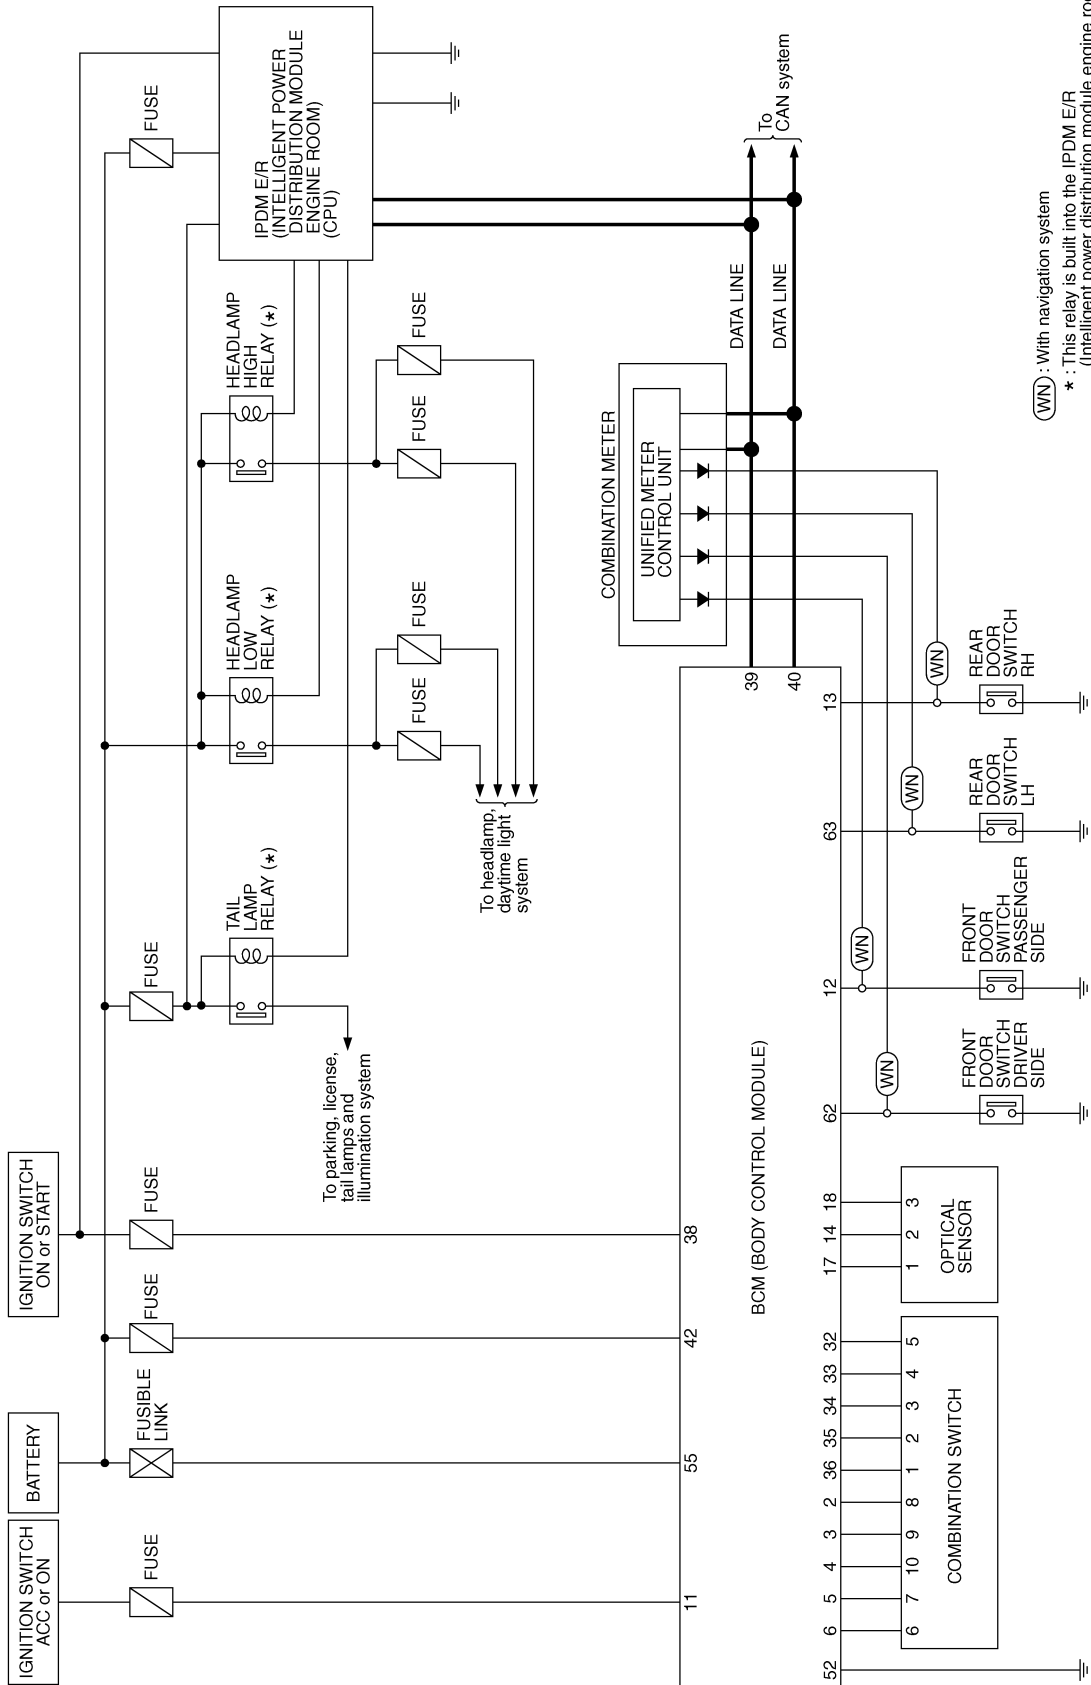 IGNITION SWITCH
ACC or ON
BATTERY
IGNITION SWITCH
ON or START
FUSE
FUSIBLE
LINK
FUSE
FUSE
FUSE
FUSE
TAIL
LAMP
RELAY (*)
HEADLAMP
LOW
RELAY (*)
HEADLAMP
HIGH
RELAY (*)
IPDM E/R
(INTELLIGENT POWER
DISTRIBUTION MODULE
ENGINE ROOM)
(CPU)
To parking, license,
tail lamps and
illumination system
FUSE
FUSE
FUSE
FUSE
To headlamp,
daytime light
system
COMBINATION METER
UNIFIED METER
CONTROL UNIT
DATA LINE
DATA LINE
To
CAN system
11
55
42
38
39
40
BCM (BODY CONTROL MODULE)
52
6
5
4
3
2
36
35
34
33
32
17
14
18
62
12
63
13
6
7
10
9
8
1
2
3
4
5
COMBINATION SWITCH
1
2
3
OPTICAL
SENSOR
WN
WN
WN
WN
FRONT
DOOR
SWITCH
DRIVER
SIDE
FRONT
DOOR
SWITCH
PASSENGER
SIDE
REAR
DOOR
SWITCH
LH
REAR
DOOR
SWITCH
RH
WN : With navigation system
* : This relay is built into the IPDM E/R
(Intelligent power distribution module engine